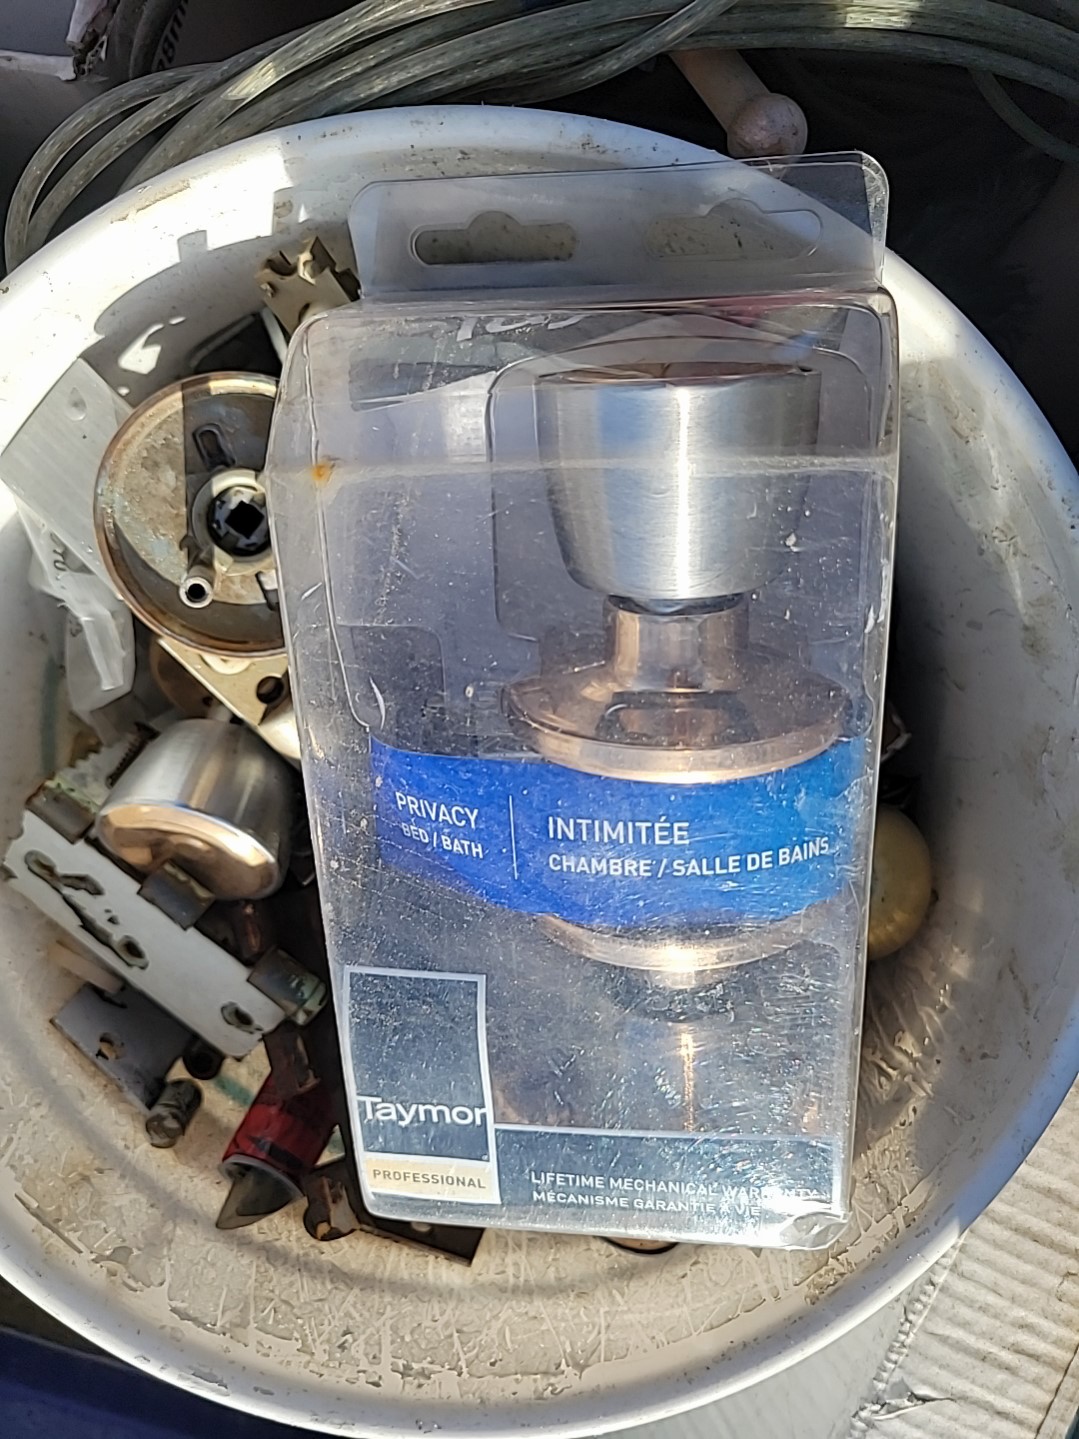 PRIVACY
BED / BATH
INTIMITÉE
CHAMBRE / SALLE DE BAINS
Taymor
PROFESSIONAL
LIFETIME MECHANICAL WARRANTY
MÉCANISME GARANTIE À VIE